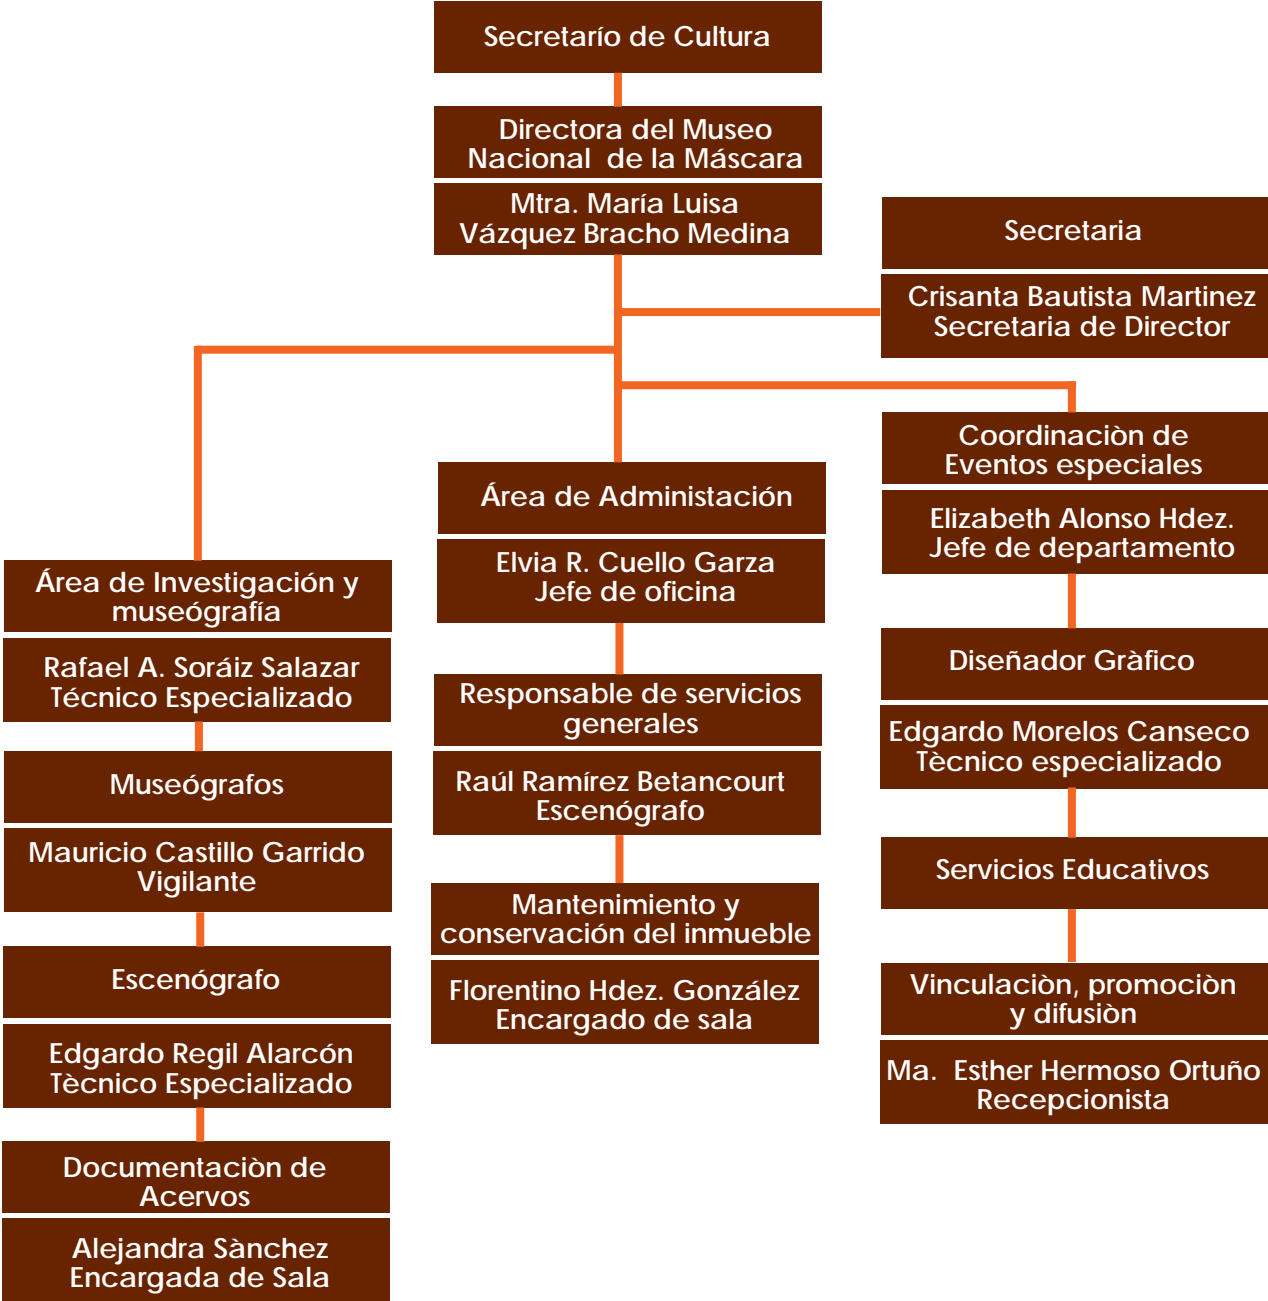 Secretarío de Cultura
Directora del Museo
Nacional de la Máscara
Mtra. María Luisa
Vázquez Bracho Medina
Secretaria
Crisanta Bautista Martinez
Secretaria de Director
Área de Investigación y
museógrafía
Rafael A. Soráiz Salazar
Técnico Especializado
Museógrafos
Mauricio Castillo Garrido
Vigilante
Escenógrafo
Edgardo Regil Alarcón
Tècnico Especializado
Documentaciòn de
Acervos
Alejandra Sànchez
Encargada de Sala
Área de Administación
Elvia R. Cuello Garza
Jefe de oficina
Responsable de servicios
generales
Raúl Ramírez Betancourt
Escenógrafo
Mantenimiento y
conservación del inmueble
Florentino Hdez. González
Encargado de sala
Coordinaciòn de
Eventos especiales
Elizabeth Alonso Hdez.
Jefe de departamento
Diseñador Gràfico
Edgardo Morelos Canseco
Tècnico especializado
Servicios Educativos
Vinculaciòn, promociòn
y difusiòn
Ma. Esther Hermoso Ortuño
Recepcionista